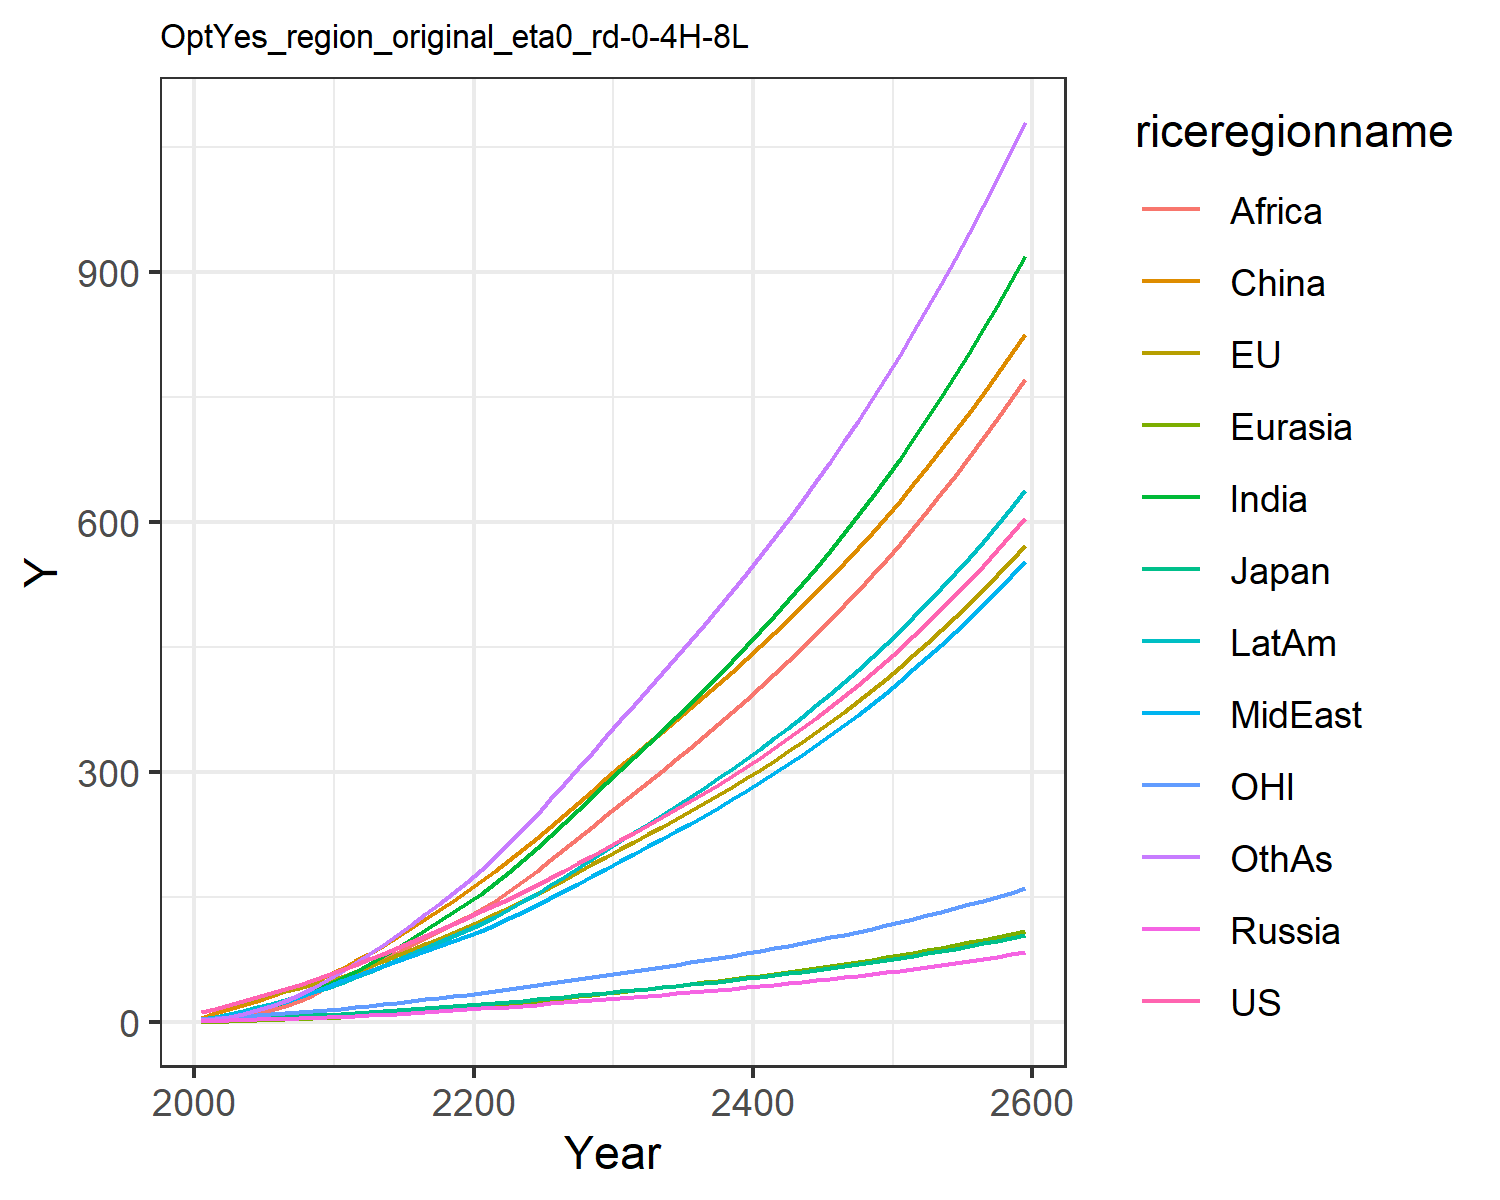 OptYes_region_original_eta0_rd-0-4H-8L
900
600
300
0
Y
2000
2200
2400
2600
Year
riceregionname
Africa
China
EU
Eurasia
India
Japan
LatAm
MidEast
OHI
OthAs
Russia
US